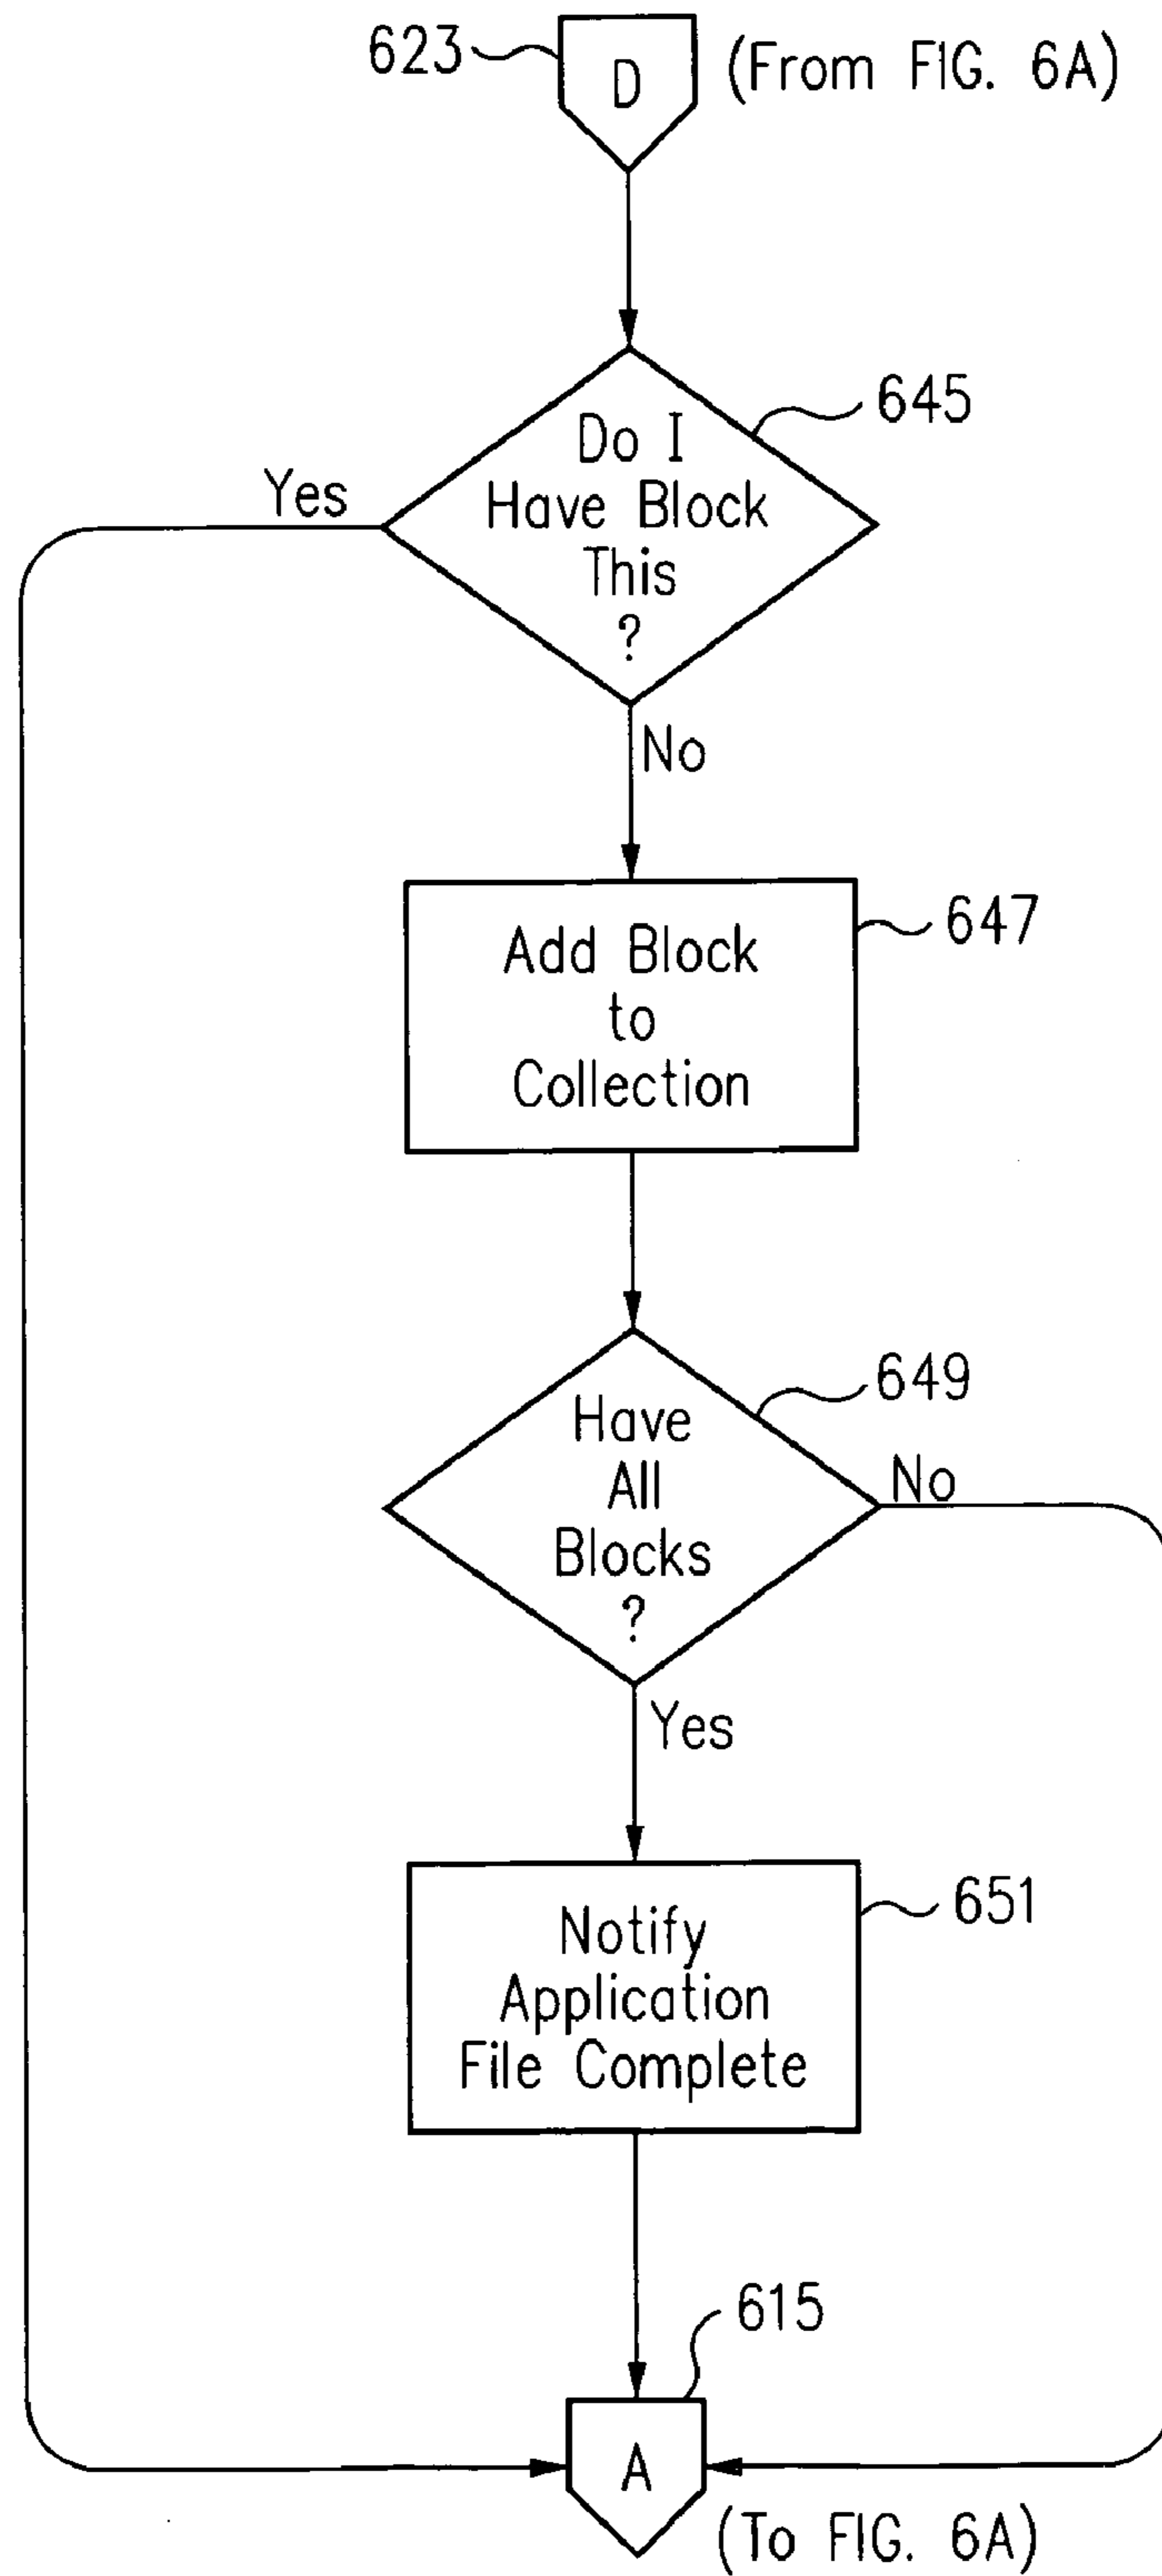 623
D
(From FIG. 6A)
645
Do I
Have Block
This
?
Yes
No
647
Add Block
to
Collection
649
Have
All
Blocks
?
No
Yes
651
Notify
Application
File Complete
615
A
(To FIG. 6A)